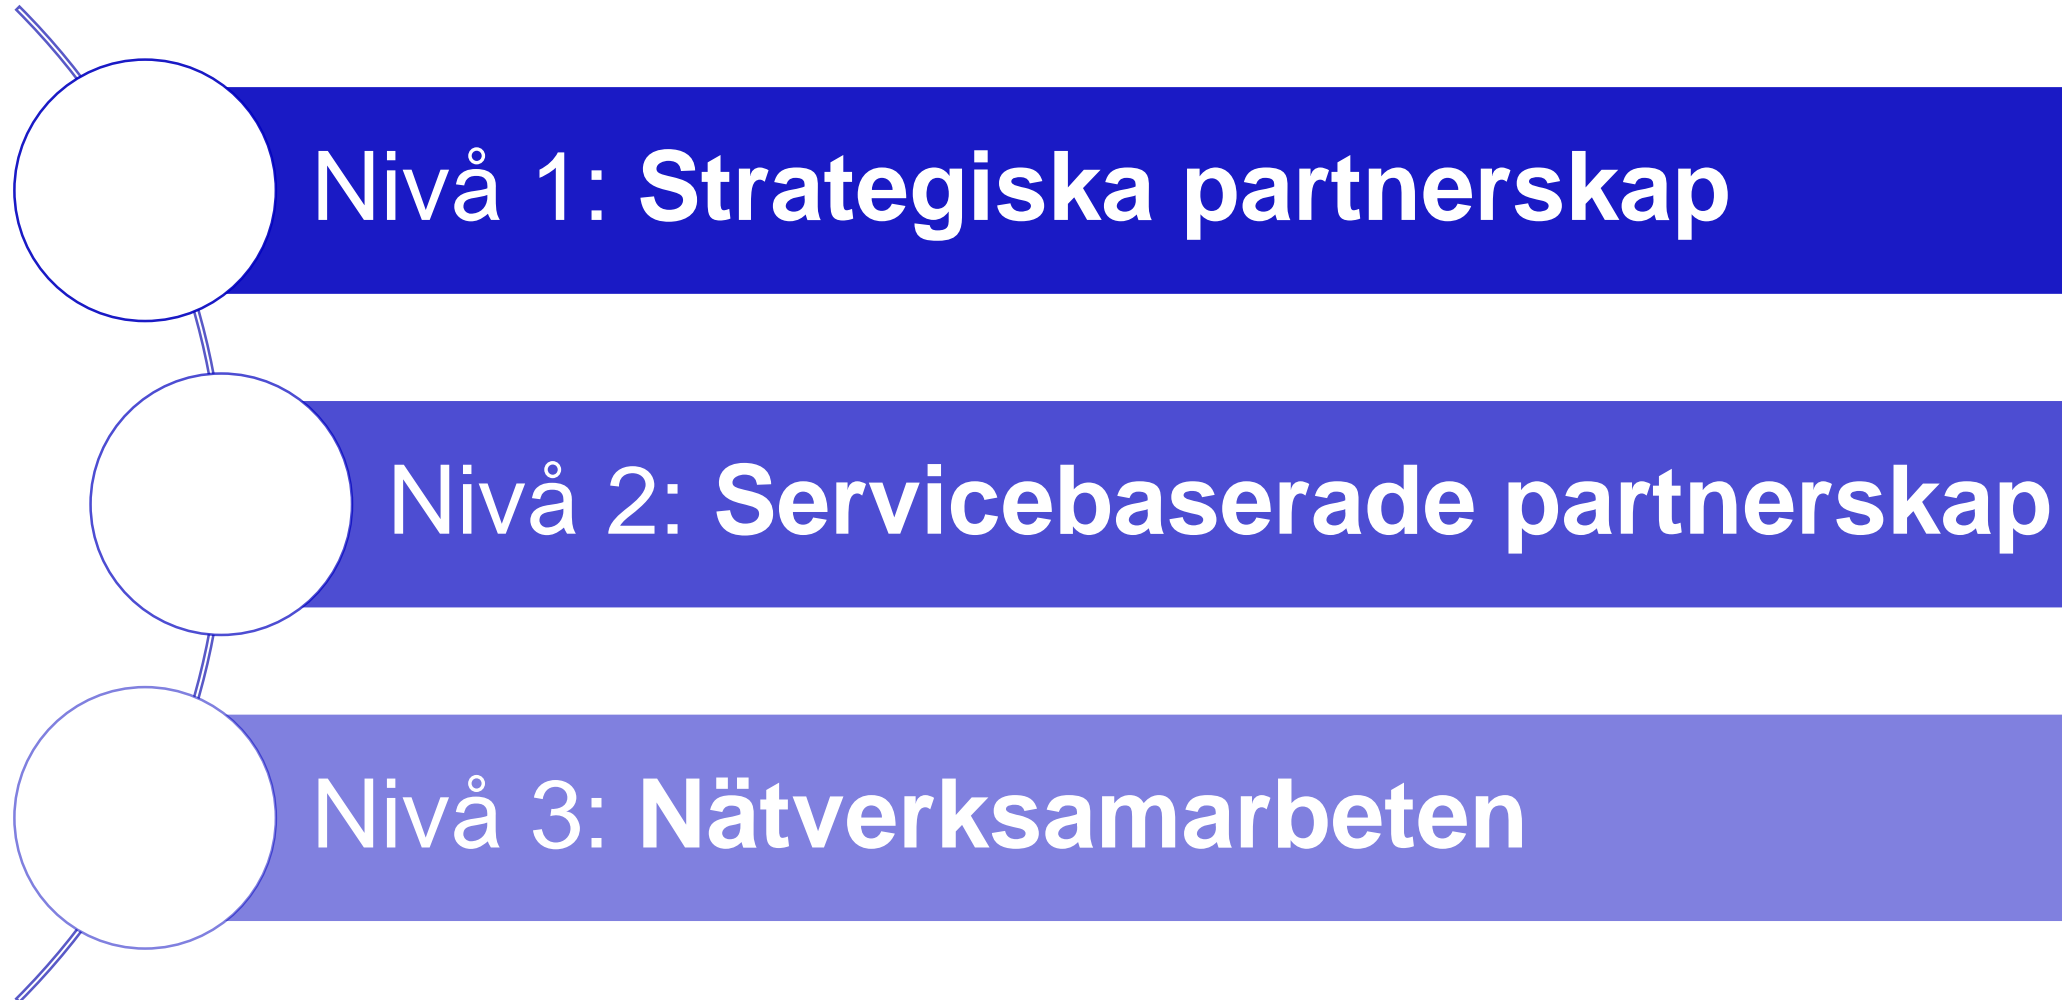 Nivå 1: Strategiska partnerskap
Nivå 2: Servicebaserade partnerskap
Nivå 3: Nätverksamarbeten